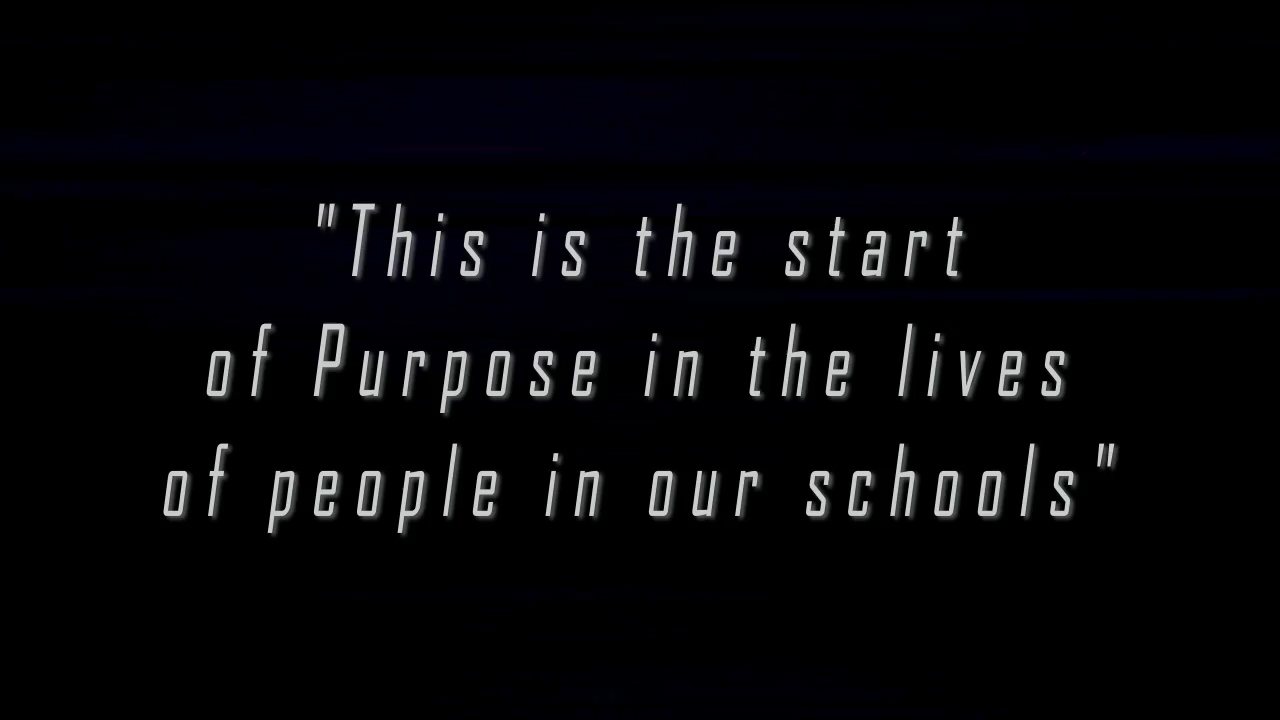 "This is the start
of Purpose in the lives
of people in our schools"